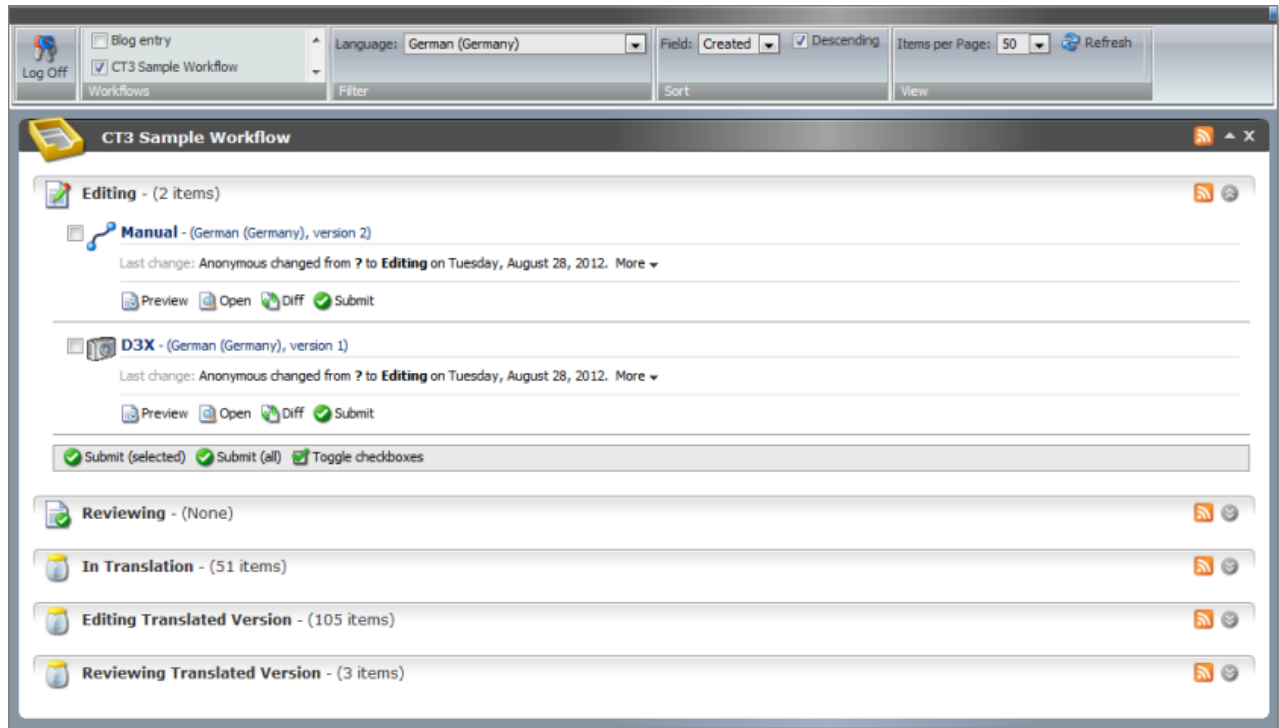 Log Off
Blog entry
CT3 Sample Workflow
Workflows
Language: German (Germany)
Filter
Field: Created Descending
Sort
Items per Page: 50 Refresh
View
CT3 Sample Workflow X
Editing - (2 items)
Manual - (German (Germany), version 2)
Last change: Anonymous changed from ? to Editing on Tuesday, August 28, 2012. More
Preview Open Diff Submit
D3X - (German (Germany), version 1)
Last change: Anonymous changed from ? to Editing on Tuesday, August 28, 2012. More
Preview Open Diff Submit
Submit (selected) Submit (all) Toggle checkboxes
Reviewing - (None)
In Translation - (51 items)
Editing Translated Version - (105 items)
Reviewing Translated Version - (3 items)